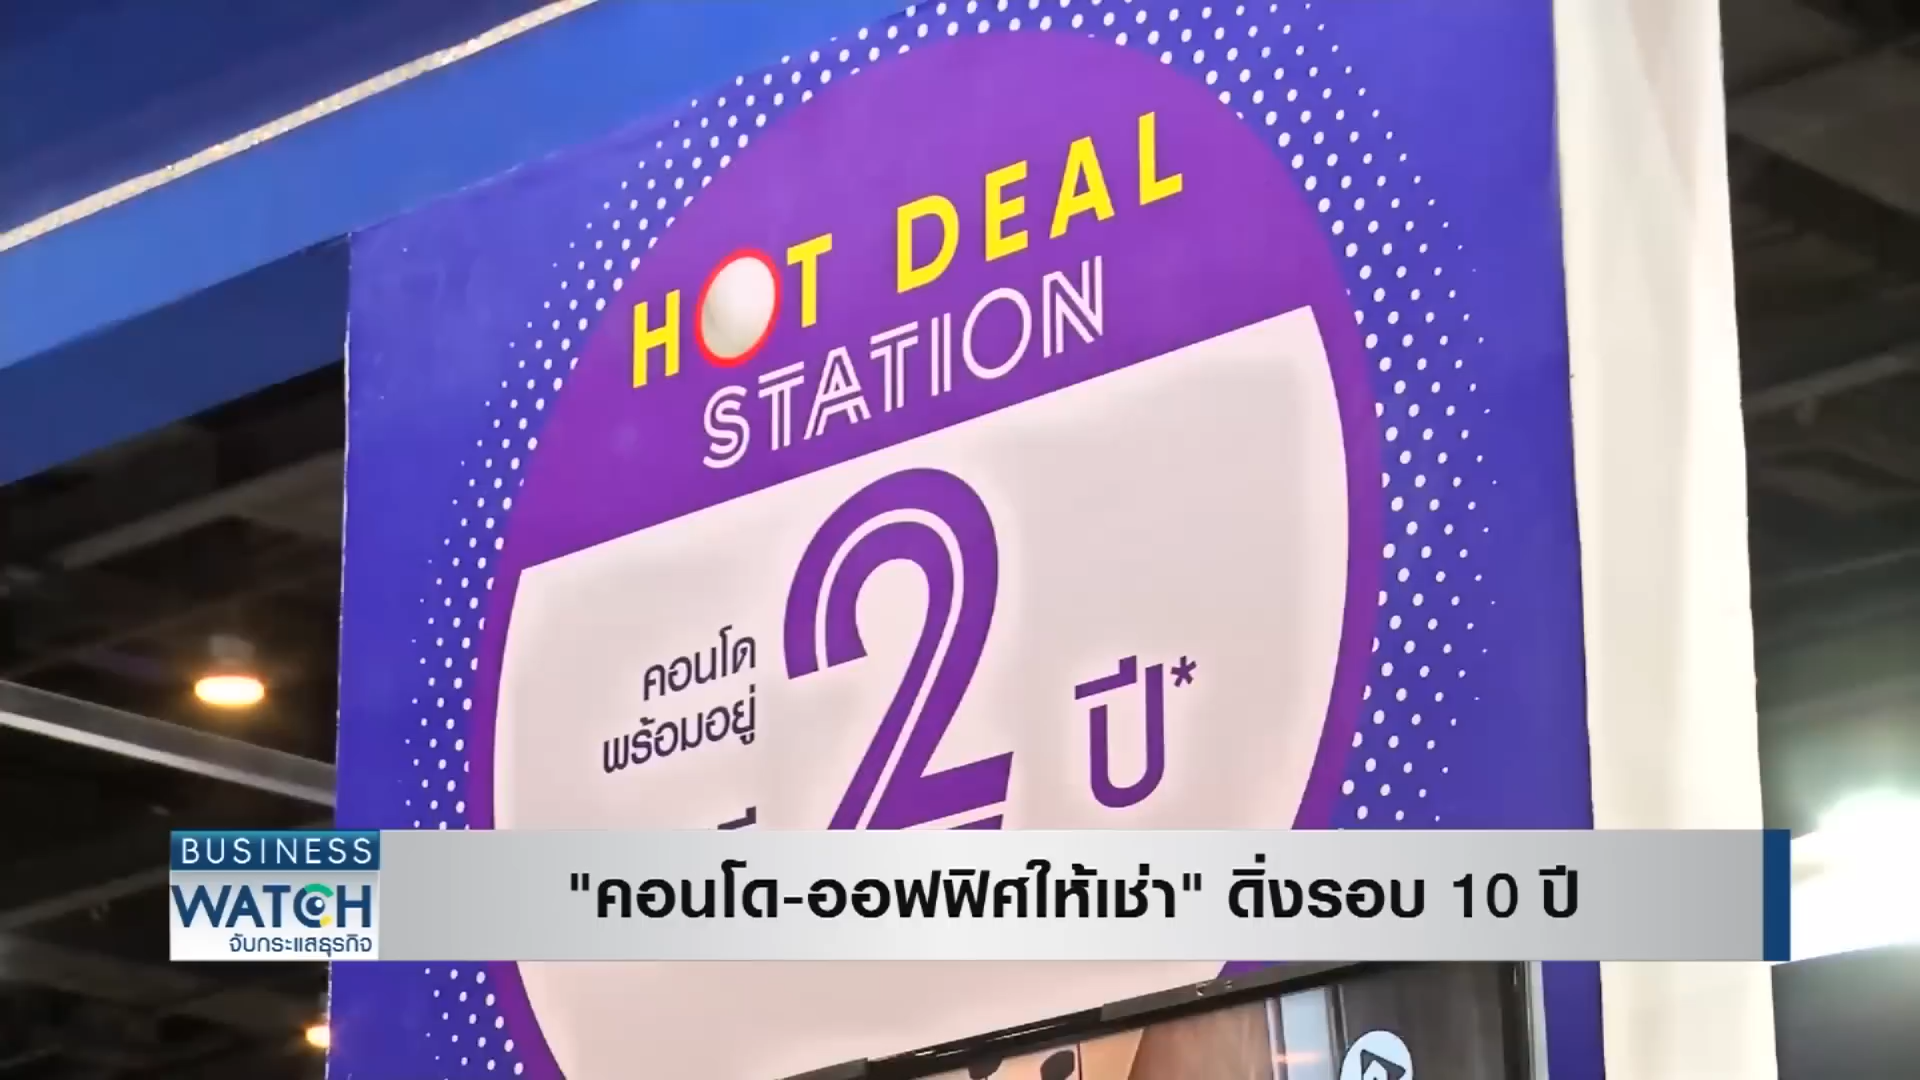 HOT DEAL
STATION
คอนโด
พร้อมอยู่
2 ปี*
BUSINESS
WATCH
จับกระแสธุรกิจ
"คอนโด-ออฟฟิศให้เช่า" ดิ่งรอบ 10 ปี